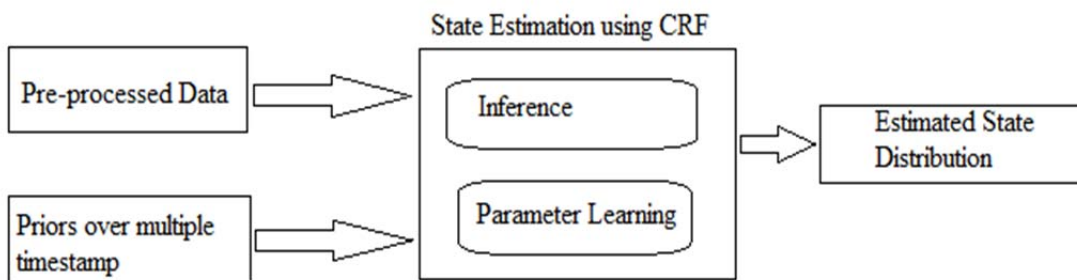 State Estimation using CRF
Pre-processed Data
Inference
Estimated State
Distribution
Priors over multiple
timestamp
Parameter Learning